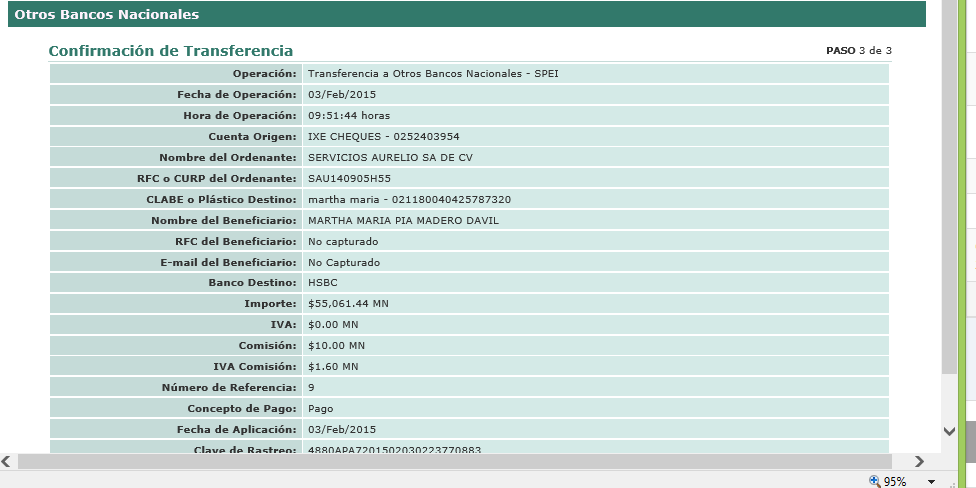 Otros Bancos Nacionales
Confirmación de Transferencia PASO 3 de 3
Operación: Transferencia a Otros Bancos Nacionales - SPEI
Fecha de Operación: 03/Feb/2015
Hora de Operación: 09:51:44 horas
Cuenta Origen: IXE CHEQUES - 0252403954
Nombre del Ordenante: SERVICIOS AURELIO SA DE CV
RFC o CURP del Ordenante: SAU140905H55
CLABE o Plástico Destino: martha maria - 021180040425787320
Nombre del Beneficiario: MARTHA MARIA PIA MADERO DAVIL
RFC del Beneficiario: No capturado
E-mail del Beneficiario: No Capturado
Banco Destino: HSBC
Importe: $55,061.44 MN
IVA: $0.00 MN
Comisión: $10.00 MN
IVA Comisión: $1.60 MN
Número de Referencia: 9
Concepto de Pago: Pago
Fecha de Aplicación: 03/Feb/2015
Clave de Rastreo: 4880APA7201502030223770883
95%